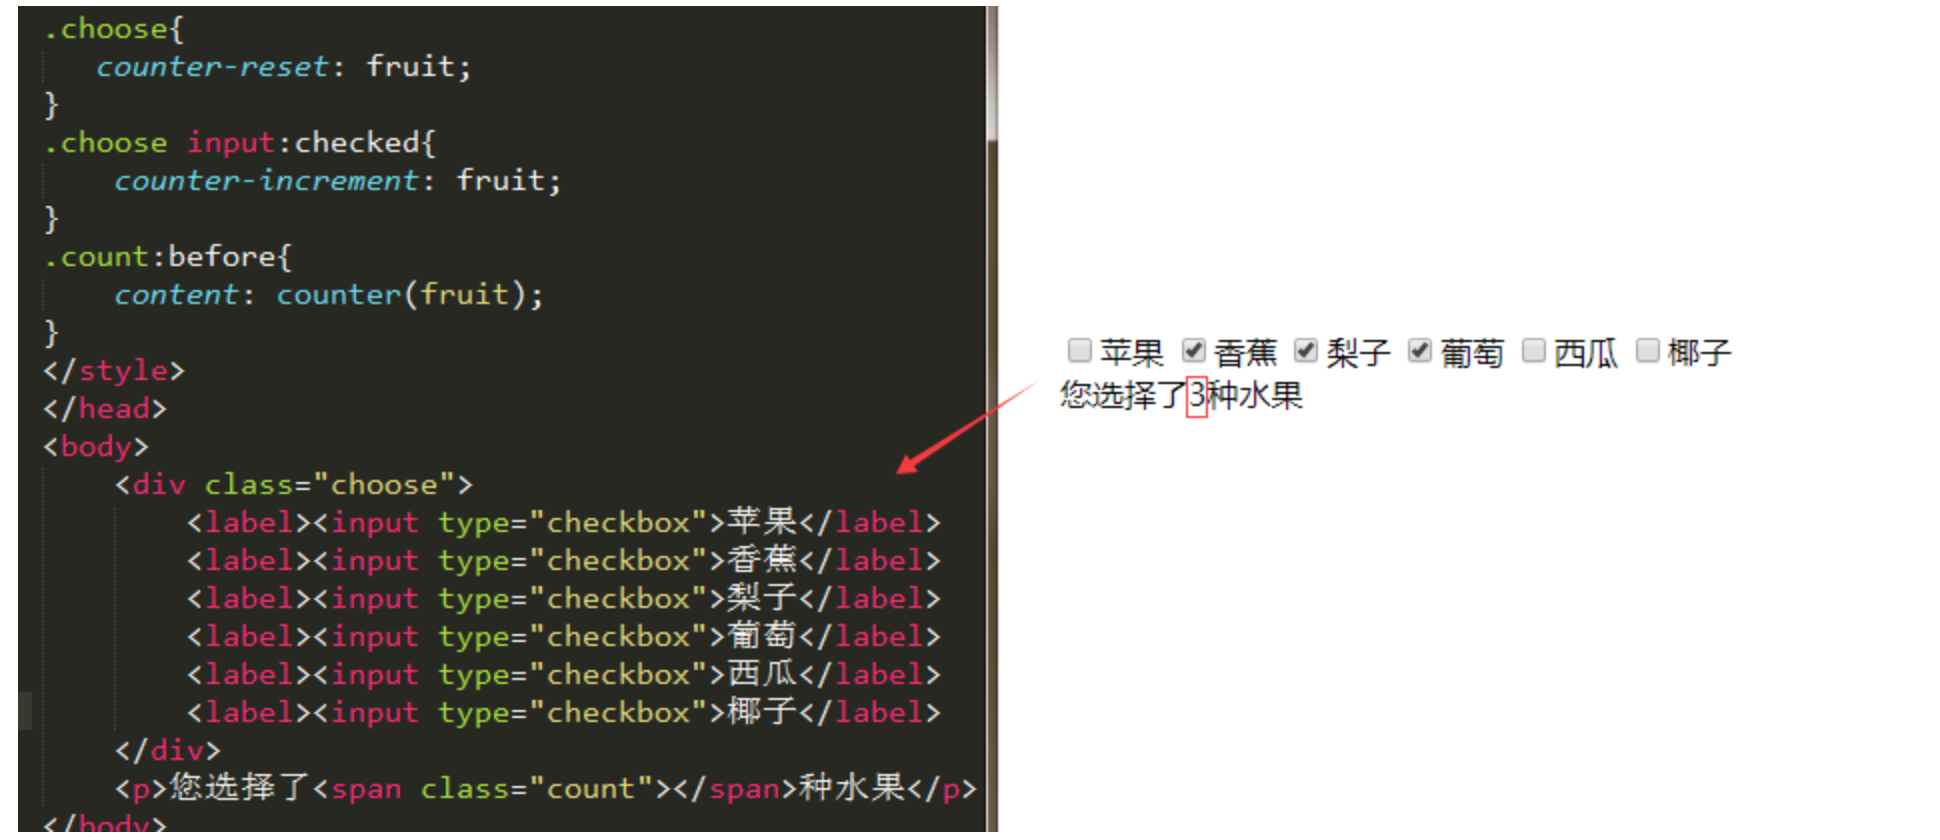 .choose{
counter-reset: fruit;
}
.choose input:checked{
counter-increment: fruit;
}
.count:before{
content: counter(fruit);
}
</style>
</head>
<body>
<div class="choose">
<label><input type="checkbox">苹果</label>
<label><input type="checkbox">香蕉</label>
<label><input type="checkbox">梨子</label>
<label><input type="checkbox">葡萄</label>
<label><input type="checkbox">西瓜</label>
<label><input type="checkbox">椰子</label>
</div>
<p>您选择了<span class="count"></span>种水果</p>
</body>
苹果 香蕉 梨子 葡萄 西瓜 椰子
您选择了3种水果